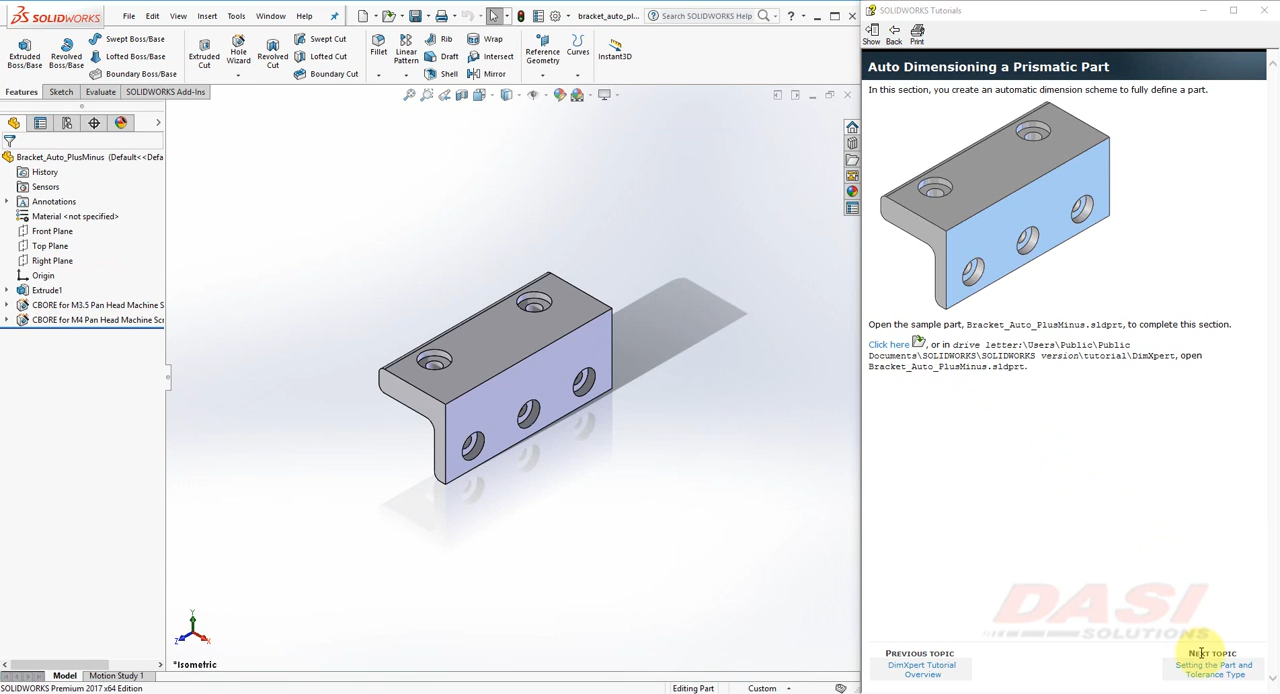 SOLIDWORKS
File Edit View Insert Tools Window Help
bracket_auto_pl...
Search SOLIDWORKS Help
Extruded Boss/Base
Revolved Boss/Base
Swept Boss/Base
Lofted Boss/Base
Boundary Boss/Base
Extruded Cut
Hole Wizard
Revolved Cut
Swept Cut
Lofted Cut
Boundary Cut
Fillet
Linear Pattern
Rib
Draft
Shell
Wrap
Intersect
Mirror
Reference Geometry
Curves
Instant3D
Features Sketch Evaluate SOLIDWORKS Add-Ins
Bracket_Auto_PlusMinus (Default<<Defa
History
Sensors
Annotations
Material <not specified>
Front Plane
Top Plane
Right Plane
Origin
Extrude1
CBORE for M3.5 Pan Head Machine S
CBORE for M4 Pan Head Machine Scr
Y
Z
X
*Isometric
Model Motion Study 1
SOLIDWORKS Premium 2017 x64 Edition
Editing Part
Custom
SOLIDWORKS Tutorials
Show Back Print
Auto Dimensioning a Prismatic Part
In this section, you create an automatic dimension scheme to fully define a part.
Open the sample part, Bracket_Auto_PlusMinus.sldprt, to complete this section.
Click here , or in drive letter:\Users\Public\Public
Documents\SOLIDWORKS\SOLIDWORKS version\tutorial\DimXpert, open
Bracket_Auto_PlusMinus.sldprt.
DASI
SOLUTIONS
PREVIOUS TOPIC
DimXpert Tutorial
Overview
NEXT TOPIC
Setting the Part and
Tolerance Type